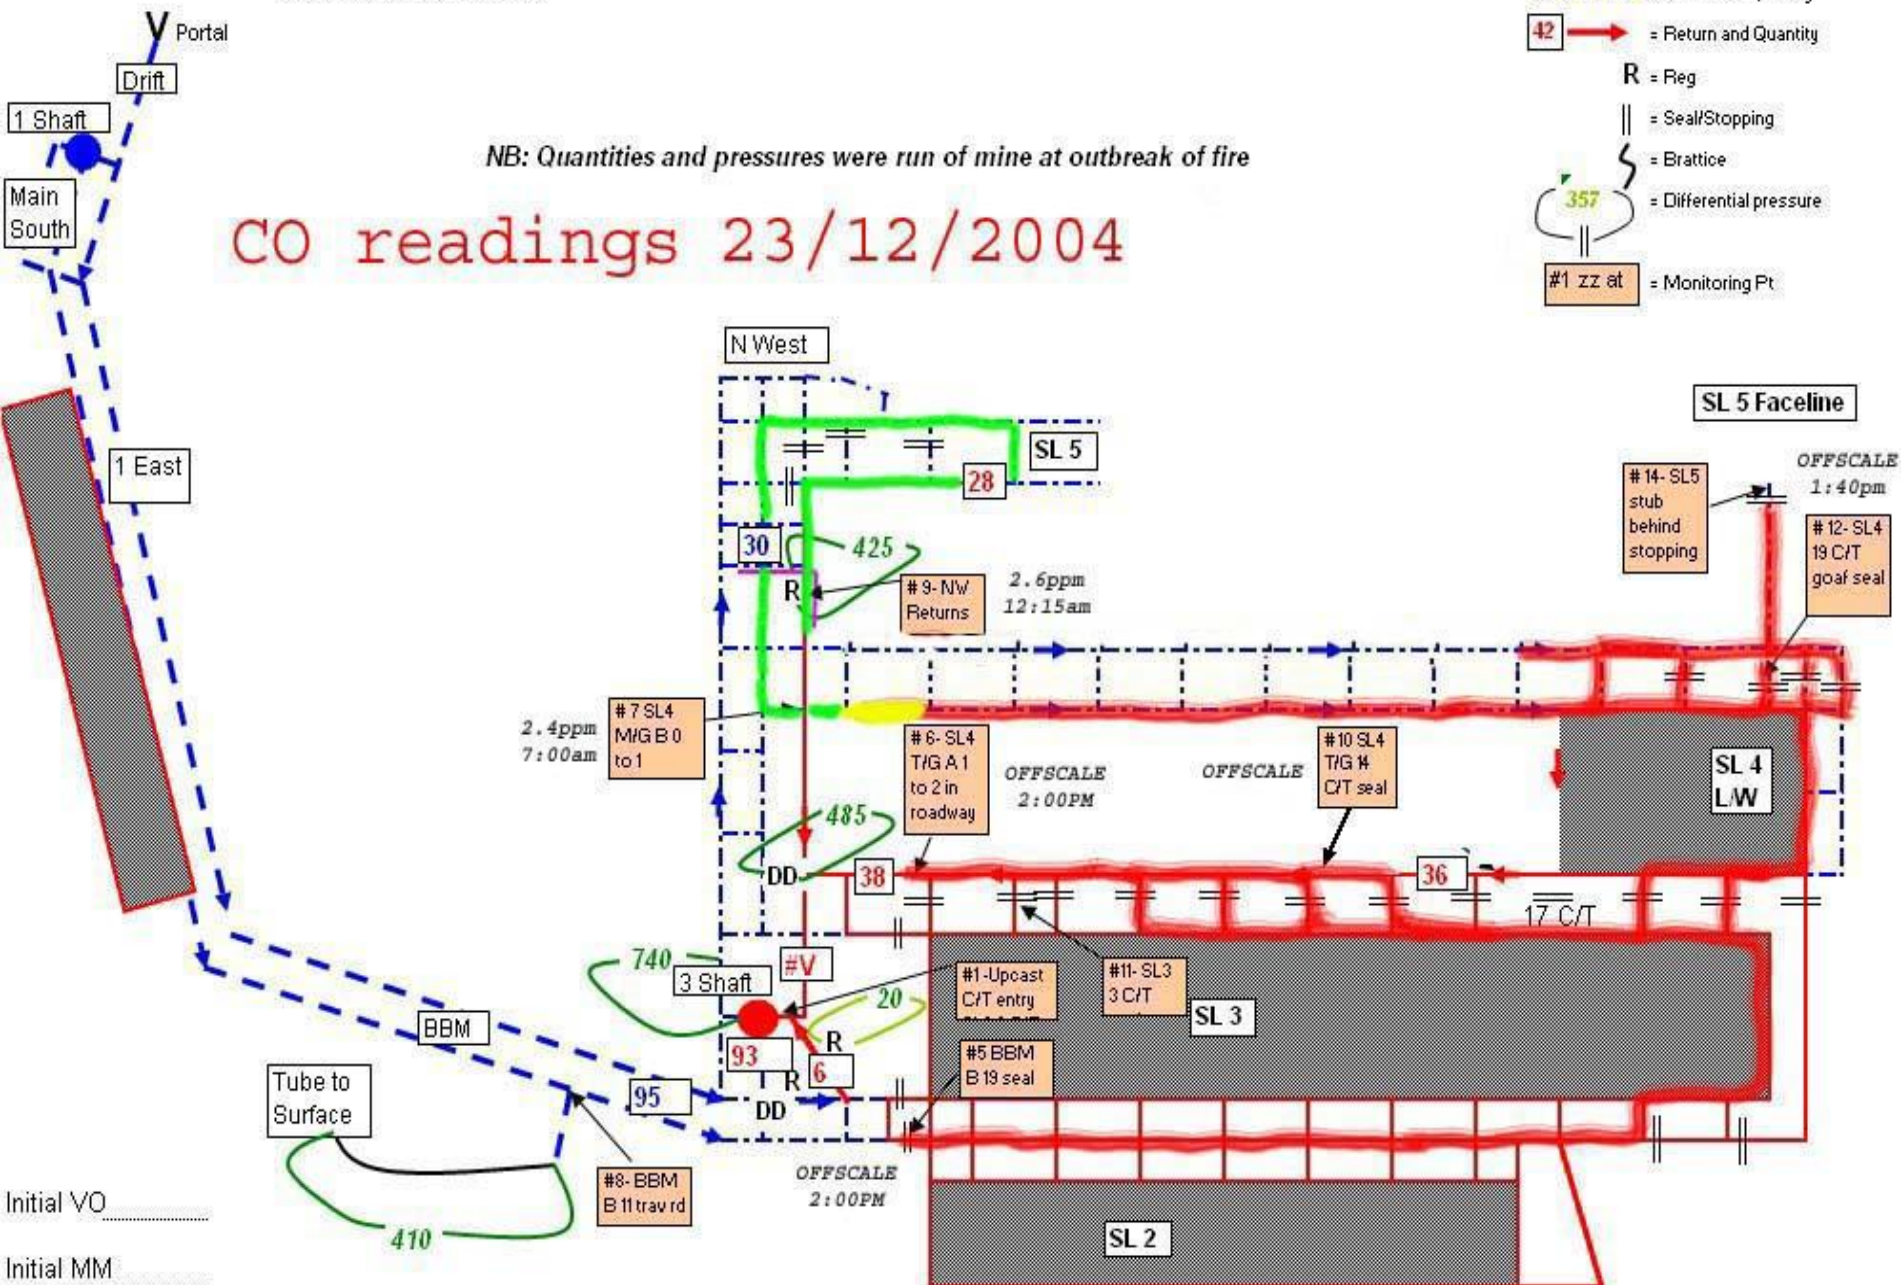 Portal
Drift
1 Shaft
Main
South
42
= Return and Quantity
R = Reg
= Seal/Stopping
= Brattice
357
= Differential pressure
#1 zz at
= Monitoring Pt
NB: Quantities and pressures were run of mine at outbreak of fire
CO readings 23/12/2004
N West
SL 5 Faceline
1 East
SL 5
28
# 14- SL5
stub
behind
stopping
OFFSCALE
1:40pm
# 12- SL4
19 C/T
goaf seal
30
425
R
# 9- NW
Returns
2.6ppm
12:15am
# 7 SL4
M/G B 0
to 1
2.4ppm
7:00am
# 6- SL4
T/G A 1
to 2 in
roadway
OFFSCALE
2:00PM
OFFSCALE
#10 SL4
T/G 14
C/T seal
SL 4
L/W
485
DD
38
36
17 C/T
740
3 Shaft
#V
#1-Upcast
C/T entry
20
#11- SL3
3 C/T
SL 3
BBM
93
R
6
R
#5 BBM
B 19 seal
Tube to
Surface
95
DD
#8- BBM
B 11 trav rd
OFFSCALE
2:00PM
410
SL 2
Initial VO
Initial MM